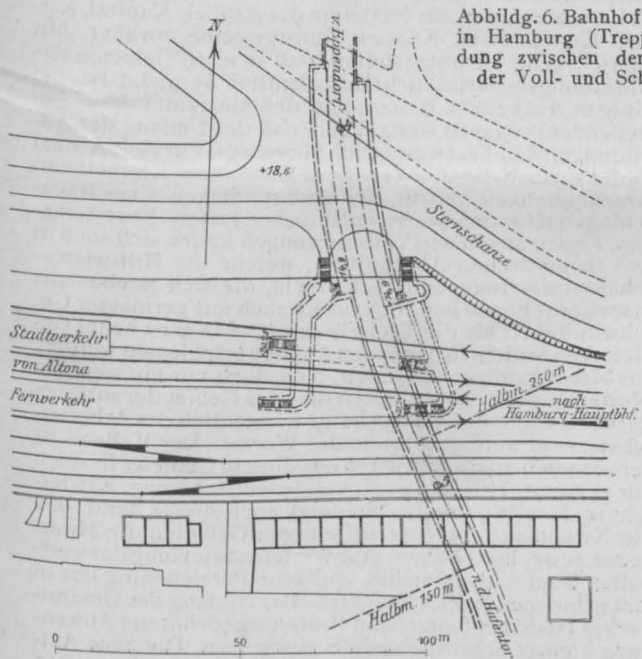 Abbildg. 6. Bahnhof
in Hamburg (Trepp
dung zwischen der
der Voll- und Sch
v. Eppendorf
+18,6
Sternschanze
Stadtverkehr
von Altona
Fernverkehr
Halbm. 250 m
nach
Hamburg-Hauptbhf.
Halbm. 150 m
n. d. Hafentor
0 50 100 m